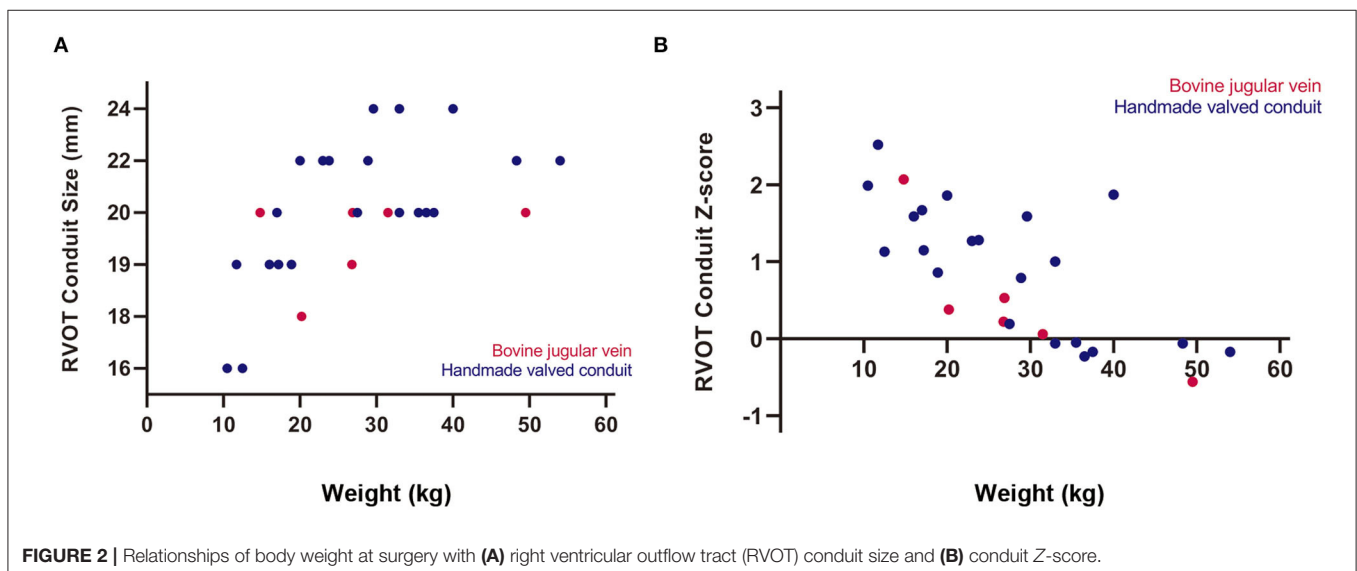 A
RVOT Conduit Size (mm)
24
22
20
19
18
16
0 10 20 30 40 50 60
Bovine jugular vein
Handmade valved conduit
Weight (kg)
B
RVOT Conduit Z-score
3
2
1
0
-1
10 20 30 40 50 60
Bovine jugular vein
Handmade valved conduit
Weight (kg)
FIGURE 2 | Relationships of body weight at surgery with (A) right ventricular outflow tract (RVOT) conduit size and (B) conduit Z-score.